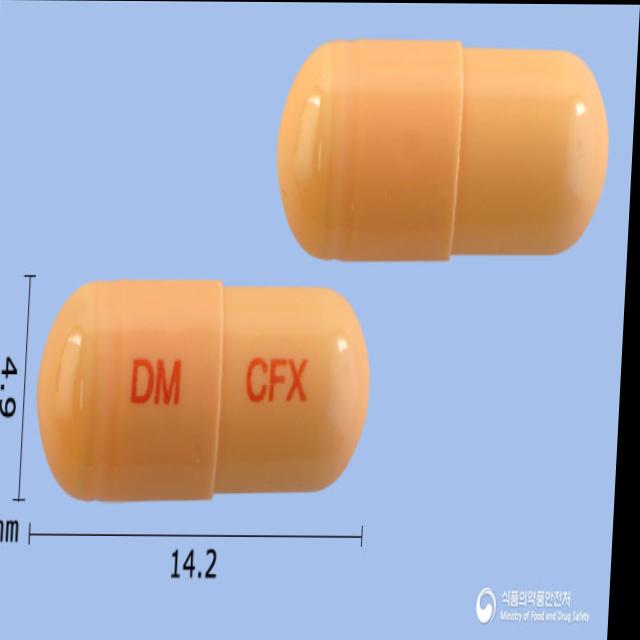 DM CFX
4.9
mm
14.2
식품의약품안전처
Ministry of Food and Drug Safety